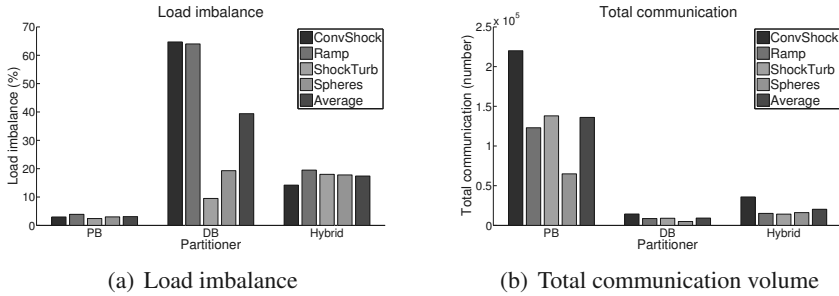 Load imbalance
70
60
50
40
30
20
10
0
Load imbalance (%)
ConvShock
Ramp
ShockTurb
Spheres
Average
PB
DB
Hybrid
Partitioner
(a) Load imbalance
Total communication
x 10⁵
2.5
2
1.5
1
0.5
0
Total communication (number)
ConvShock
Ramp
ShockTurb
Spheres
Average
PB
DB
Hybrid
Partitioner
(b) Total communication volume